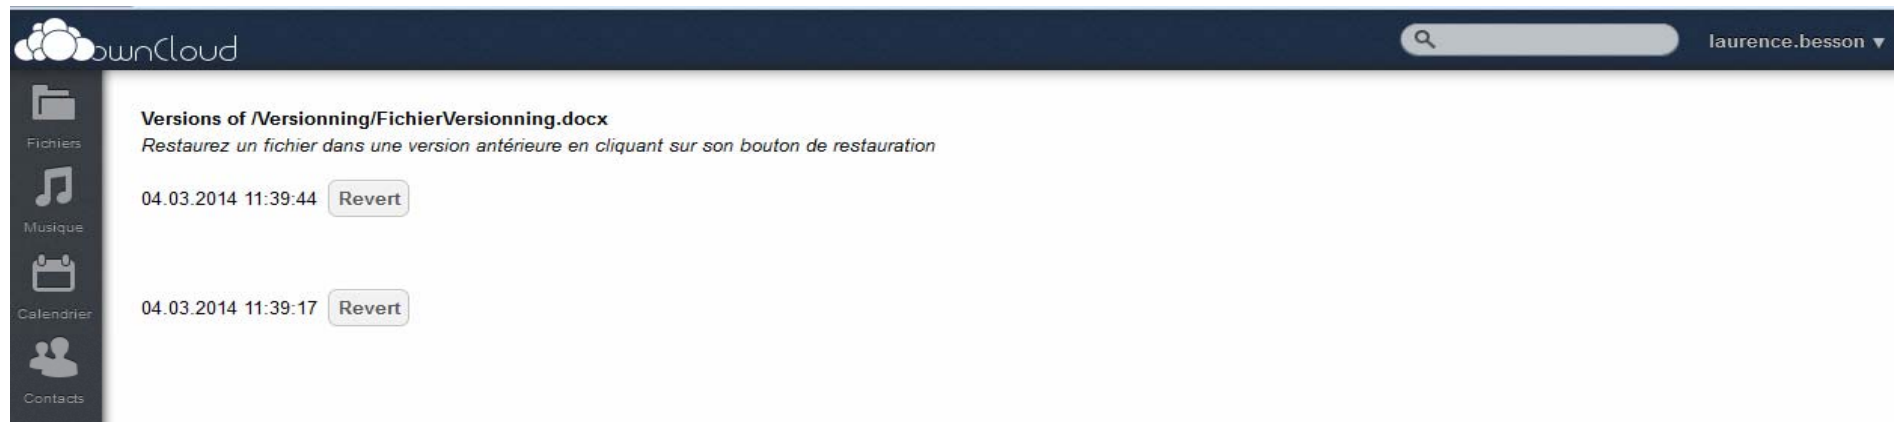 ownCloud
laurence.besson ▼
Fichiers
Musique
Calendrier
Contacts
Versions of /Versionning/FichierVersionning.docx
Restaurez un fichier dans une version antérieure en cliquant sur son bouton de restauration
04.03.2014 11:39:44 Revert
04.03.2014 11:39:17 Revert